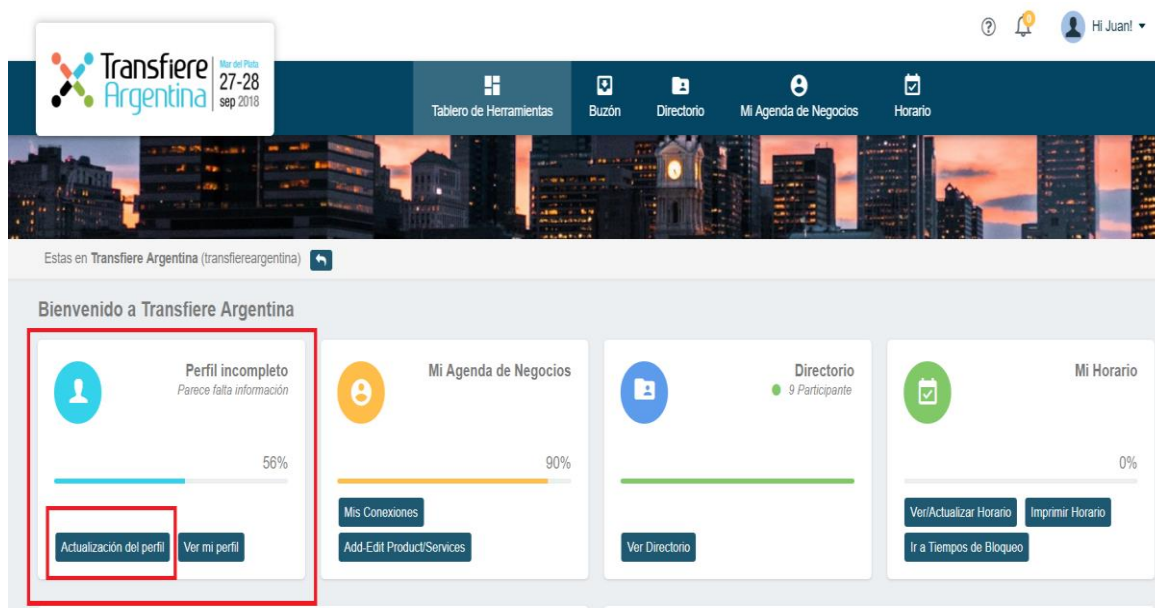 Hi Juan!
Transfiere
Argentina
Mar del Plata
27-28
sep 2018
Tablero de Herramientas
Buzón
Directorio
Mi Agenda de Negocios
Horario
Estas en Transfiere Argentina (transfiereargentina)
Bienvenido a Transfiere Argentina
Perfil incompleto
Parece falta información
56%
Actualización del perfil
Ver mi perfil
Mi Agenda de Negocios
90%
Mis Conexiones
Add-Edit Product/Services
Directorio
9 Participante
Ver Directorio
Mi Horario
0%
Ver/Actualizar Horario
Imprimir Horario
Ir a Tiempos de Bloqueo